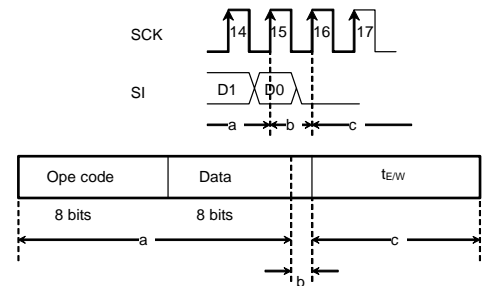 SCK 14 15 16 17
SI D1 D0
a b c
Ope code Data tE/W
8 bits 8 bits
a c
b